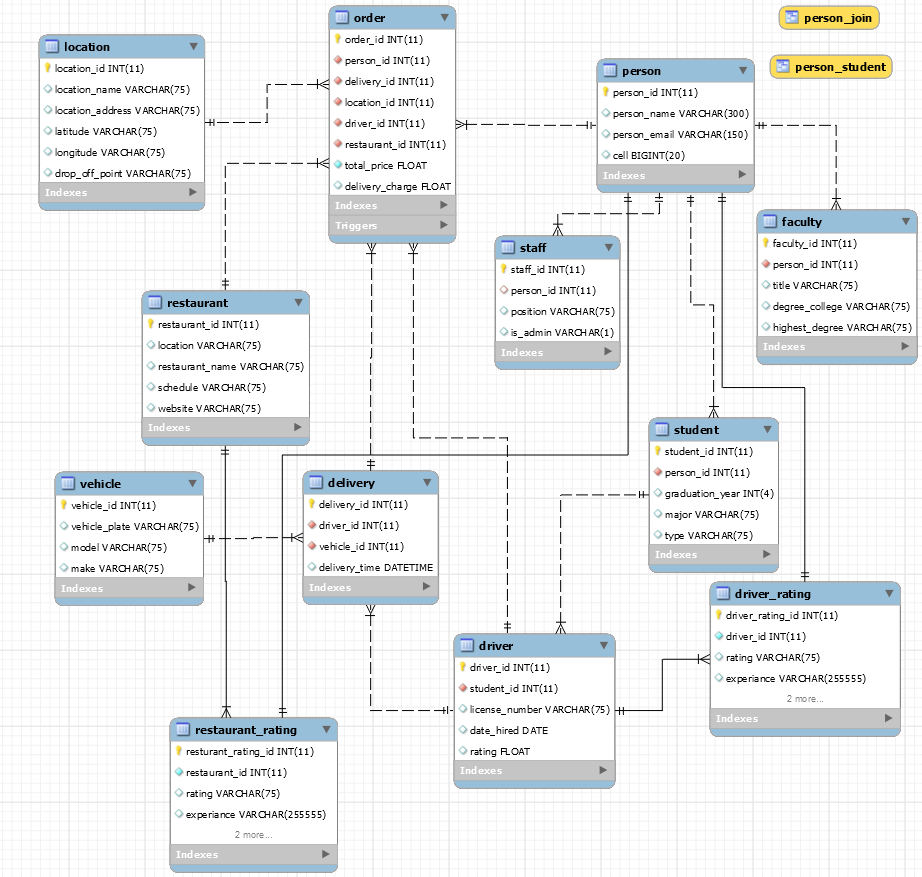 person_join
person_student
order
order_id INT(11)
person_id INT(11)
delivery_id INT(11)
location_id INT(11)
driver_id INT(11)
restaurant_id INT(11)
total_price FLOAT
delivery_charge FLOAT
Indexes
Triggers
location
location_id INT(11)
location_name VARCHAR(75)
location_address VARCHAR(75)
latitude VARCHAR(75)
longitude VARCHAR(75)
drop_off_point VARCHAR(75)
Indexes
person
person_id INT(11)
person_name VARCHAR(300)
person_email VARCHAR(150)
cell BIGINT(20)
Indexes
faculty
faculty_id INT(11)
person_id INT(11)
title VARCHAR(75)
degree_college VARCHAR(75)
highest_degree VARCHAR(75)
Indexes
staff
staff_id INT(11)
person_id INT(11)
position VARCHAR(75)
is_admin VARCHAR(1)
Indexes
restaurant
restaurant_id INT(11)
location VARCHAR(75)
restaurant_name VARCHAR(75)
schedule VARCHAR(75)
website VARCHAR(75)
Indexes
student
student_id INT(11)
person_id INT(11)
graduation_year INT(4)
major VARCHAR(75)
type VARCHAR(75)
Indexes
vehicle
vehicle_id INT(11)
vehicle_plate VARCHAR(75)
model VARCHAR(75)
make VARCHAR(75)
Indexes
delivery
delivery_id INT(11)
driver_id INT(11)
vehicle_id INT(11)
delivery_time DATETIME
Indexes
driver_rating
driver_rating_id INT(11)
driver_id INT(11)
rating VARCHAR(75)
experiance VARCHAR(255555)
2 more...
Indexes
driver
driver_id INT(11)
student_id INT(11)
license_number VARCHAR(75)
date_hired DATE
rating FLOAT
Indexes
restaurant_rating
resturant_rating_id INT(11)
restaurant_id INT(11)
rating VARCHAR(75)
experiance VARCHAR(255555)
2 more...
Indexes